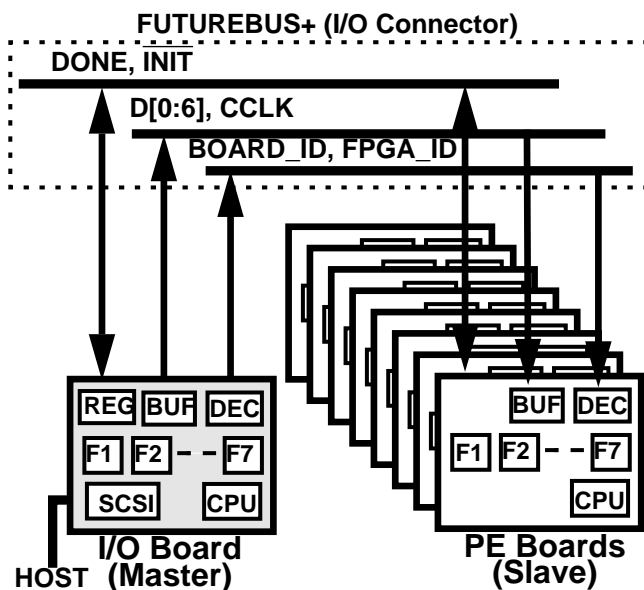 FUTUREBUS+ (I/O Connector)
DONE, INIT
D[0:6], CCLK
BOARD_ID, FPGA_ID
REG BUF DEC
F1 F2 F7
SCSI CPU
I/O Board
(Master)
HOST
BUF DEC
F1 F2 F7
CPU
PE Boards
(Slave)